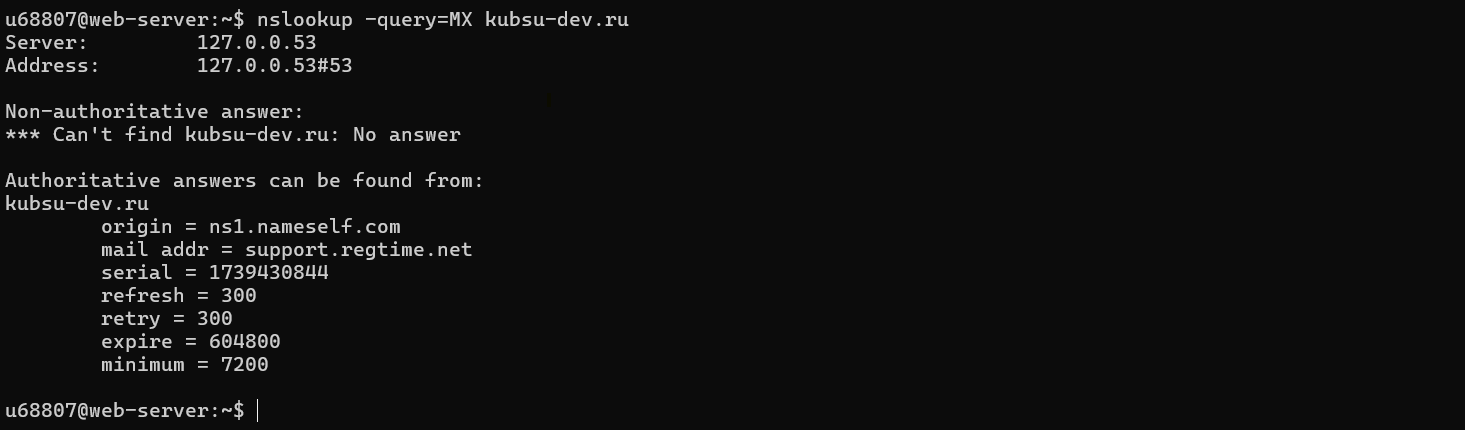 u68807@web-server:~$ nslookup -query=MX kubsu-dev.ru
Server:         127.0.0.53
Address:        127.0.0.53#53
Non-authoritative answer:
*** Can't find kubsu-dev.ru: No answer
Authoritative answers can be found from:
kubsu-dev.ru
        origin = ns1.nameself.com
        mail addr = support.regtime.net
        serial = 1739430844
        refresh = 300
        retry = 300
        expire = 604800
        minimum = 7200
u68807@web-server:~$